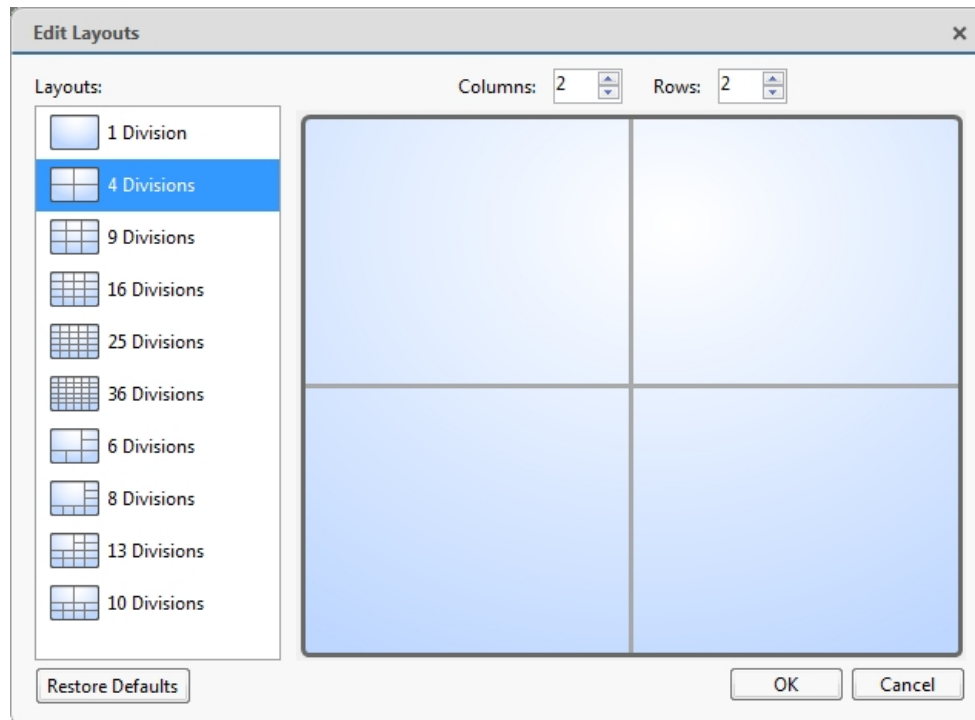 Edit Layouts
Layouts:
Columns: 2 Rows: 2
1 Division
4 Divisions
9 Divisions
16 Divisions
25 Divisions
36 Divisions
6 Divisions
8 Divisions
13 Divisions
10 Divisions
Restore Defaults
OK
Cancel